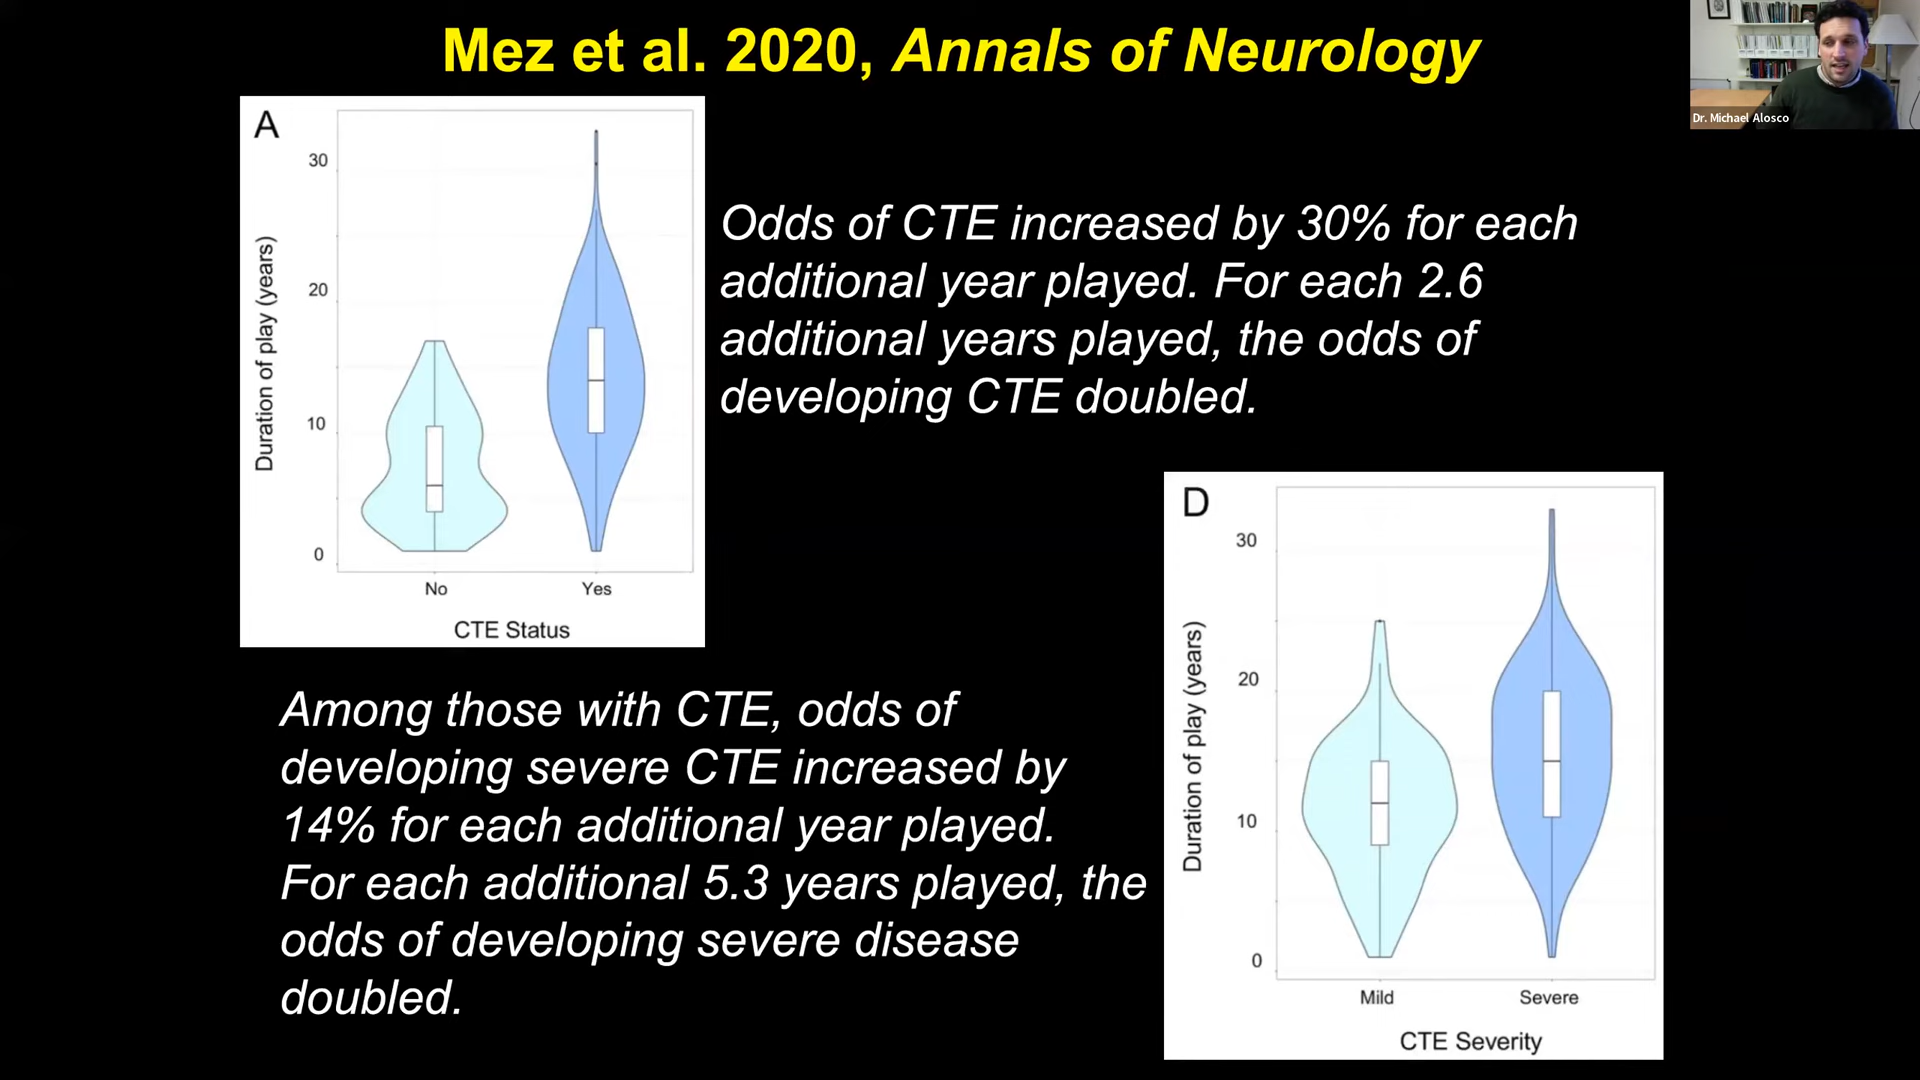 Mez et al. 2020, Annals of Neurology
Dr. Michael Alosco
A
30
20
10
0
Duration of play (years)
No
Yes
CTE Status
Odds of CTE increased by 30% for each
additional year played. For each 2.6
additional years played, the odds of
developing CTE doubled.
Among those with CTE, odds of
developing severe CTE increased by
14% for each additional year played.
For each additional 5.3 years played, the
odds of developing severe disease
doubled.
D
30
20
10
0
Duration of play (years)
Mild
Severe
CTE Severity